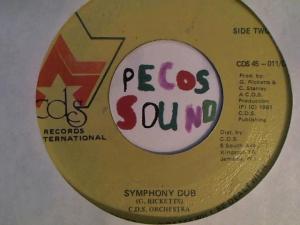 SIDE TWO
CDS 45 - 011/B
Prod. by:
G. Ricketts &
C. Stanley
A C.D.S.
Production
(P) (C) 1981
C.D.S.
Publishing
Dist. by
C.D.S.
Kingston
Jamaica, W.I.
cds
RECORDS
INTERNATIONAL
PECOS
SOUND
SYMPHONY DUB
(G. RICKETTS)
C.D.S. ORCHESTRA